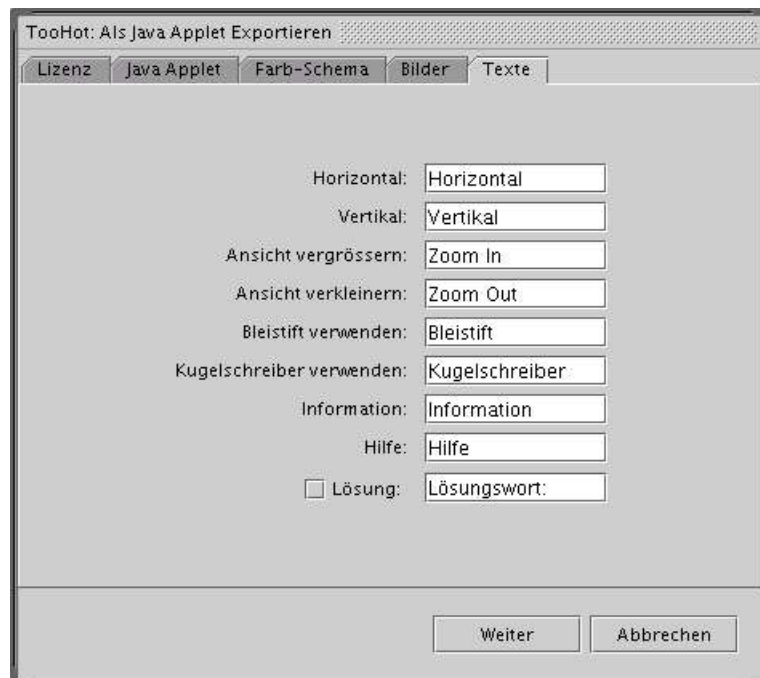 TooHot: Als Java Applet Exportieren
Lizenz Java Applet Farb-Schema Bilder Texte
Horizontal: Horizontal
Vertikal: Vertikal
Ansicht vergrössern: Zoom In
Ansicht verkleinern: Zoom Out
Bleistift verwenden: Bleistift
Kugelschreiber verwenden: Kugelschreiber
Information: Information
Hilfe: Hilfe
Lösung: Lösungswort:
Weiter Abbrechen